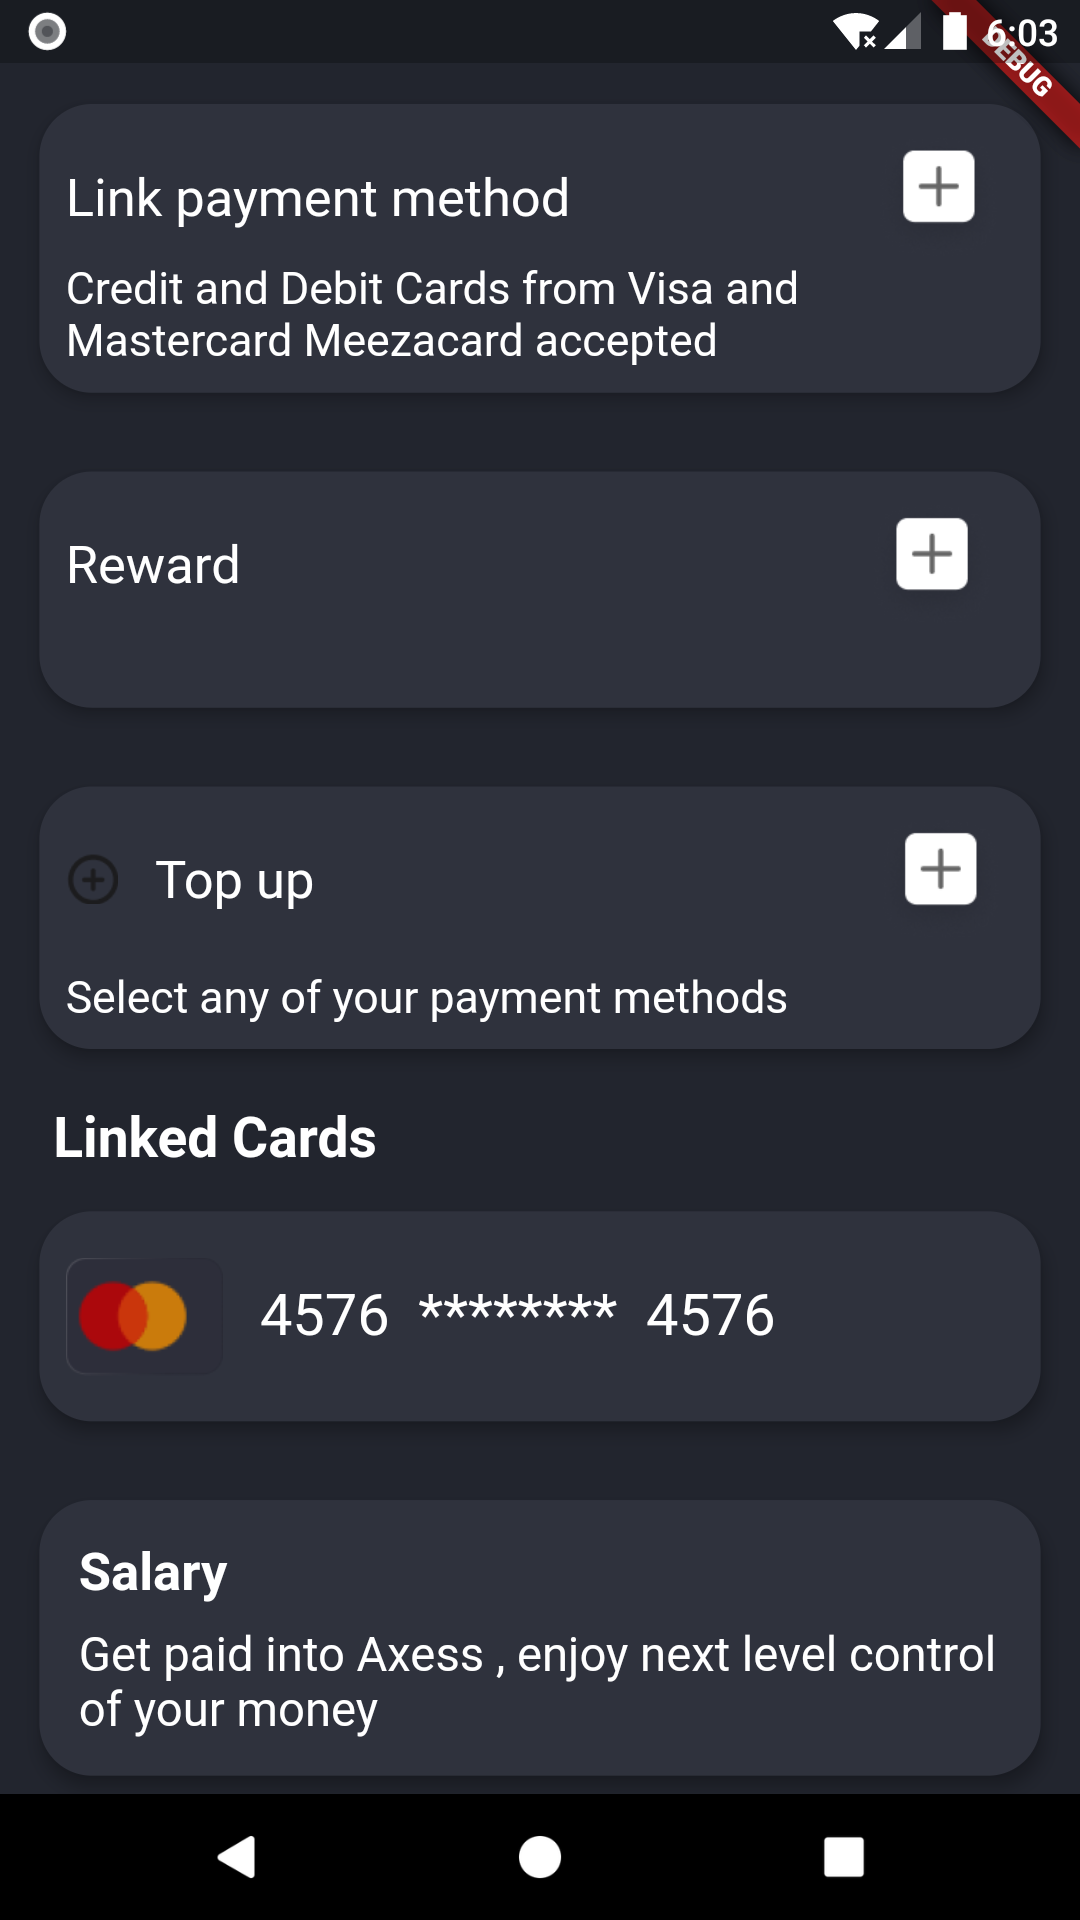 6:03
DEBUG
Link payment method
Credit and Debit Cards from Visa and
Mastercard Meezacard accepted
Reward
Top up
Select any of your payment methods
Linked Cards
4576 ******** 4576
Salary
Get paid into Axess , enjoy next level control
of your money